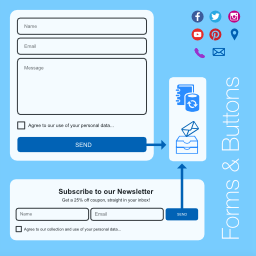 Name
Email
Message
Agree to our use of your personal data...
SEND
Forms & Buttons
Subscribe to our Newsletter
Get a 25% off coupon, straight in your inbox!
Name
Email
SEND
Agree to our collection and use of your personal data...